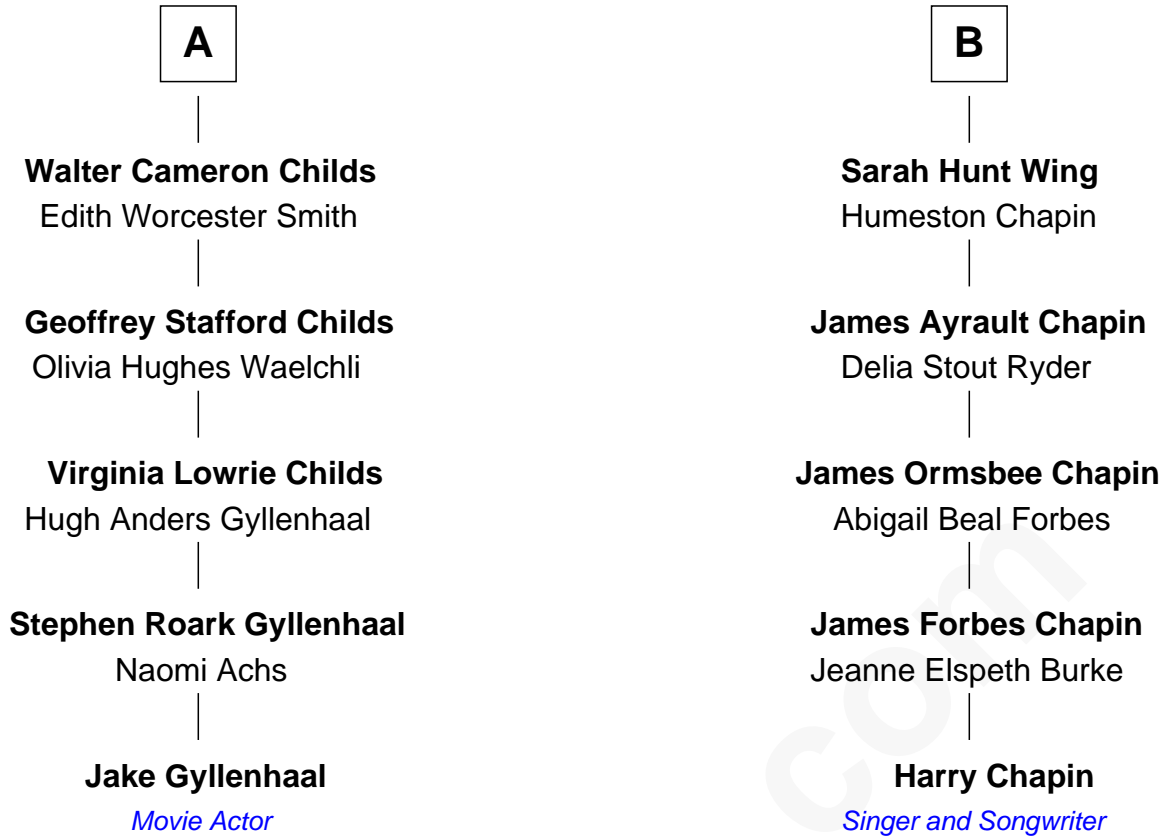 A
Walter Cameron Childs
Edith Worcester Smith
Geoffrey Stafford Childs
Olivia Hughes Waelchli
Virginia Lowrie Childs
Hugh Anders Gyllenhaal
Stephen Roark Gyllenhaal
Naomi Achs
Jake Gyllenhaal
Movie Actor
B
Sarah Hunt Wing
Humeston Chapin
James Ayrault Chapin
Delia Stout Ryder
James Ormsbee Chapin
Abigail Beal Forbes
James Forbes Chapin
Jeanne Elspeth Burke
Harry Chapin
Singer and Songwriter
com